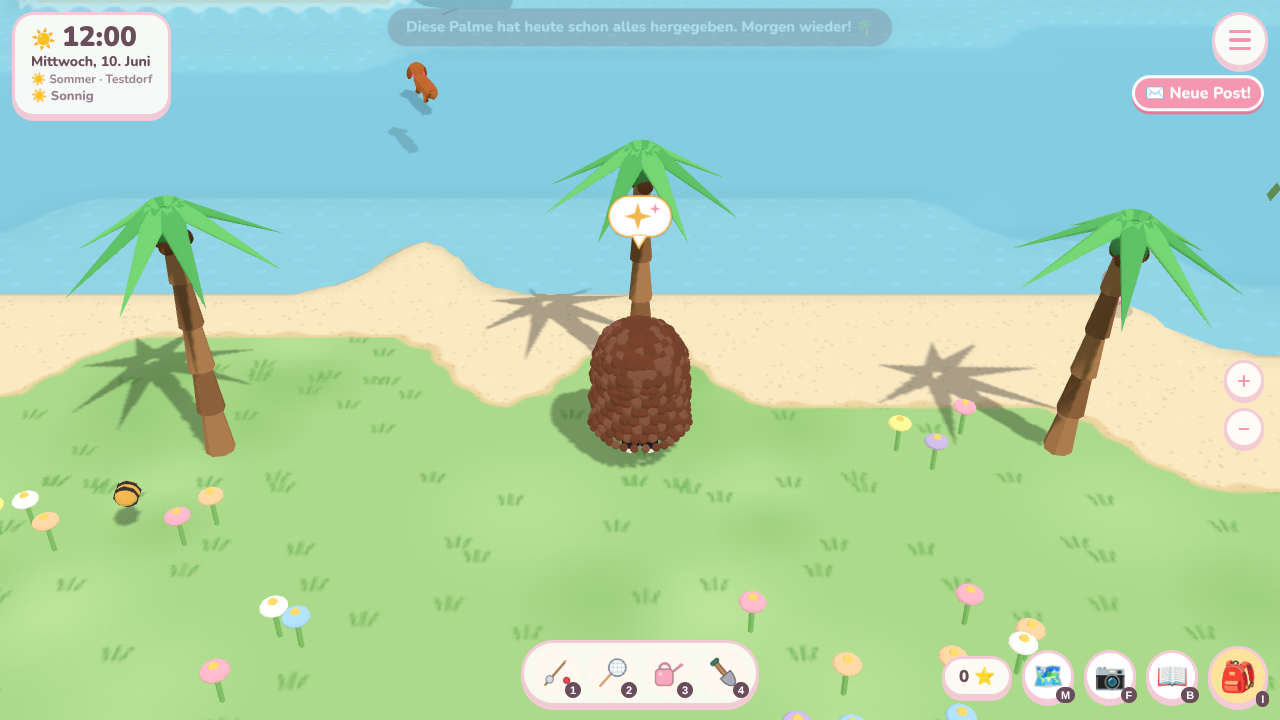 Diese Palme hat heute schon alles hergegeben. Morgen wieder!
12:00
Mittwoch, 10. Juni
Sommer · Testdorf
Sonnig
Neue Post!
+
−
1
2
3
4
0
M
F
B
I